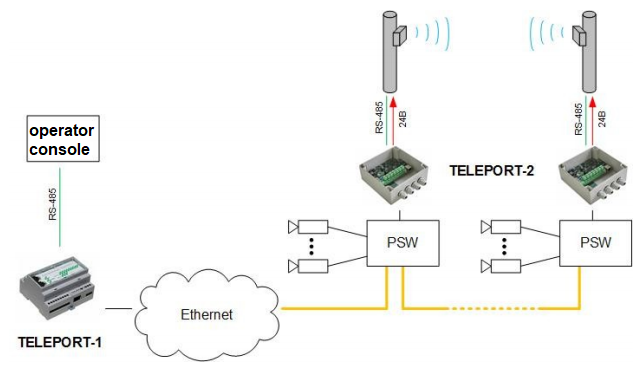 RS-485
24В
RS-485
24В
operator
console
TELEPORT-2
RS-485
PSW
PSW
Ethernet
TELEPORT-1